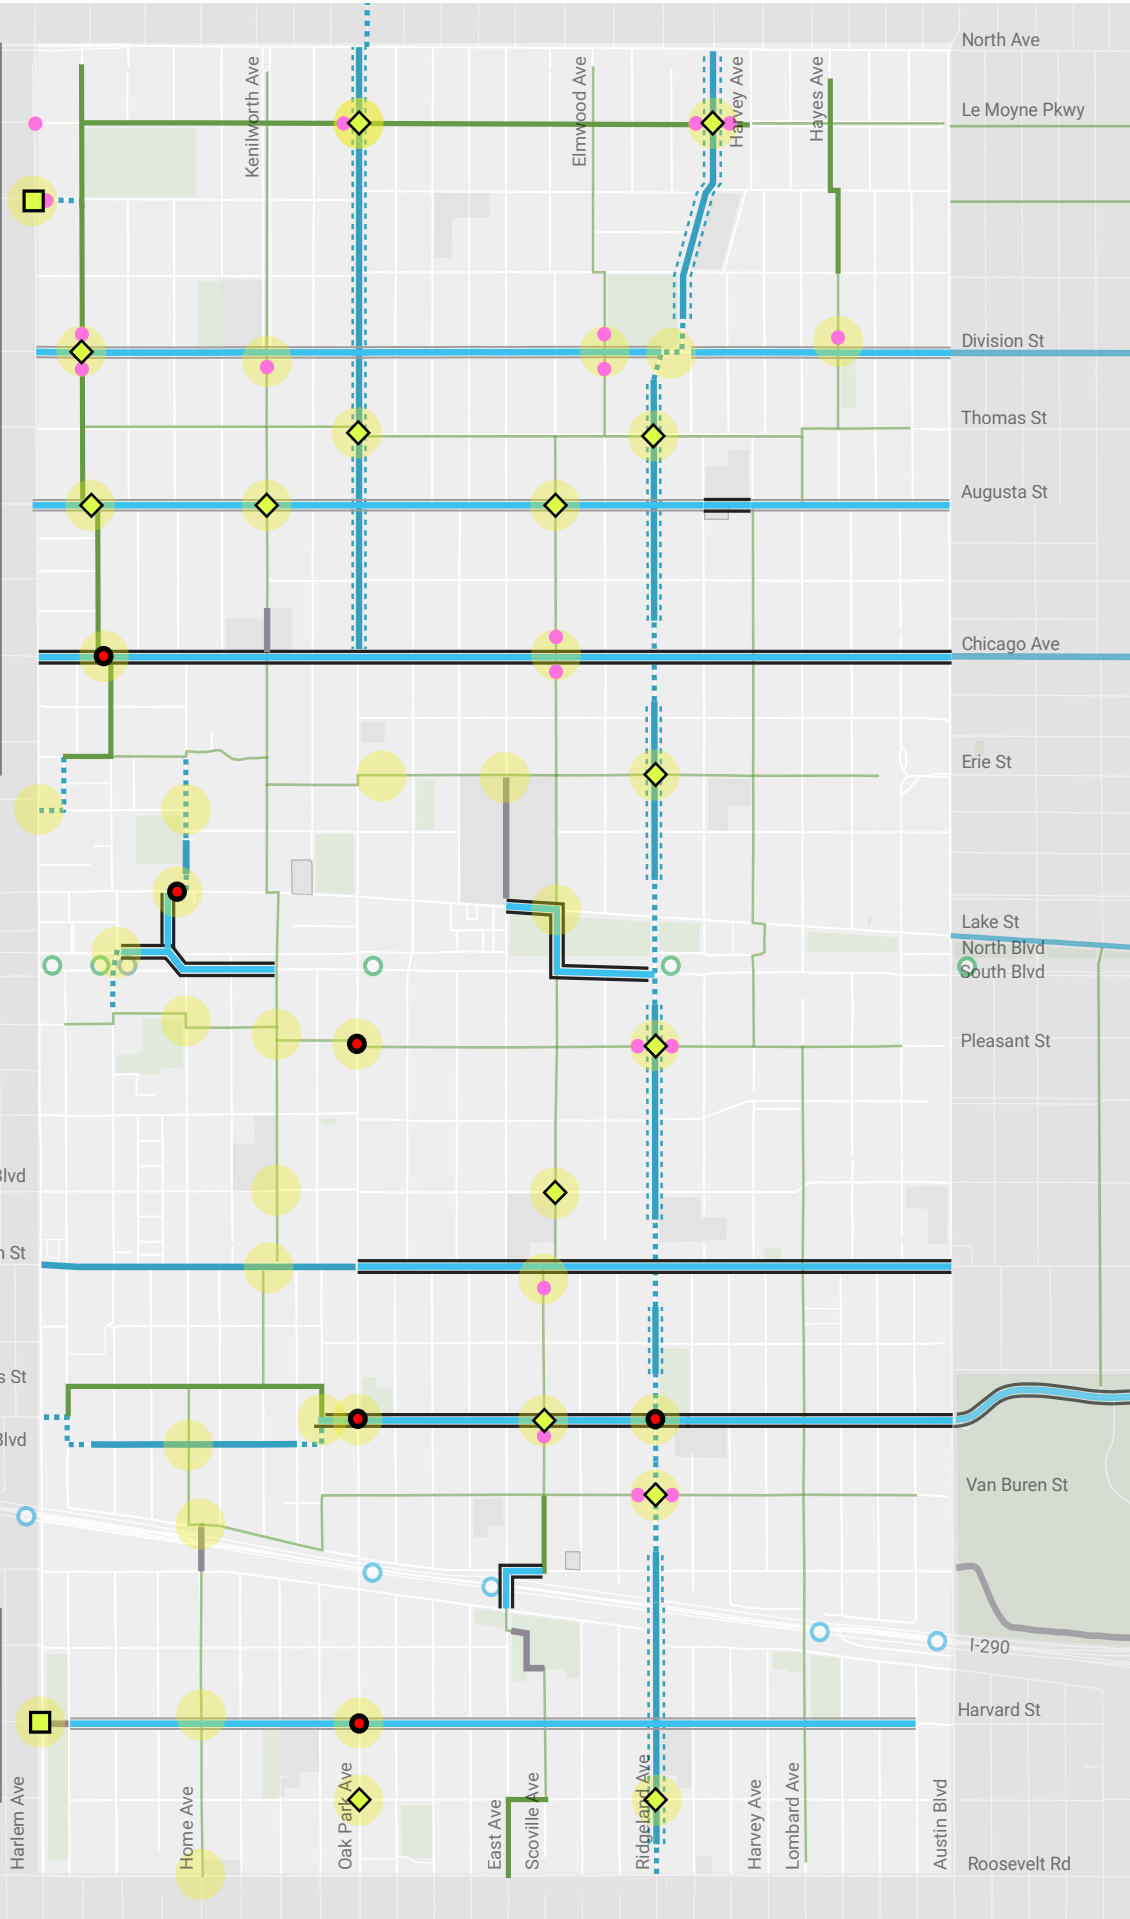 North Ave
Kenilworth Ave
Elmwood Ave
Harvey Ave
Hayes Ave
Le Moyne Pkwy
Division St
Thomas St
Augusta St
Chicago Ave
Erie St
Lake St
North Blvd
South Blvd
Pleasant St
Blvd
St
s St
Blvd
Van Buren St
I-290
Harvard St
Harlem Ave
Home Ave
Oak Park Ave
East Ave
Scoville Ave
Ridgeland Ave
Harvey Ave
Lombard Ave
Austin Blvd
Roosevelt Rd